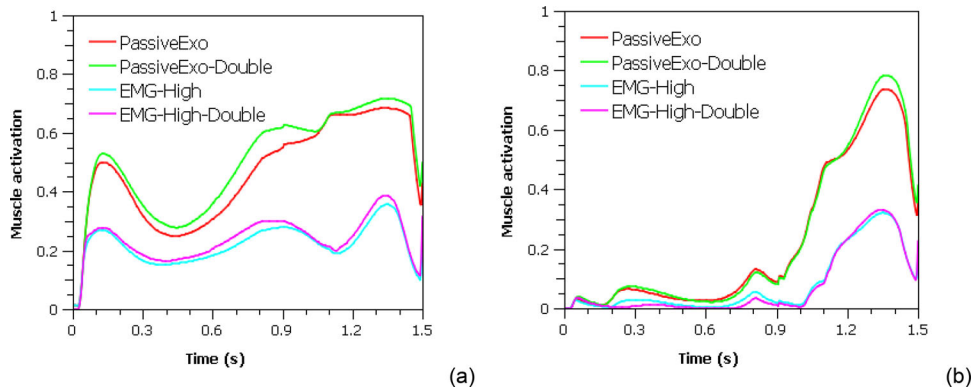 1
0.8
0.6
0.4
0.2
0
Muscle activation
PassiveExo
PassiveExo-Double
EMG-High
EMG-High-Double
0 0.3 0.6 0.9 1.2 1.5
Time (s)
(a)
1
0.8
0.6
0.4
0.2
0
Muscle activation
PassiveExo
PassiveExo-Double
EMG-High
EMG-High-Double
0 0.3 0.6 0.9 1.2 1.5
Time (s)
(b)